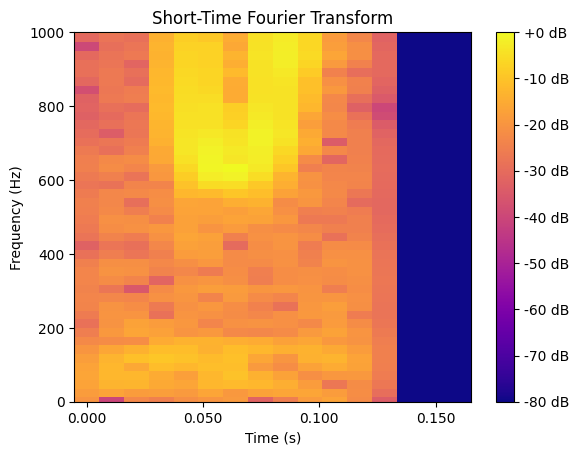 Short-Time Fourier Transform
1000
800
600
400
200
0
Frequency (Hz)
0.000
0.050
0.100
0.150
Time (s)
+0 dB
-10 dB
-20 dB
-30 dB
-40 dB
-50 dB
-60 dB
-70 dB
-80 dB